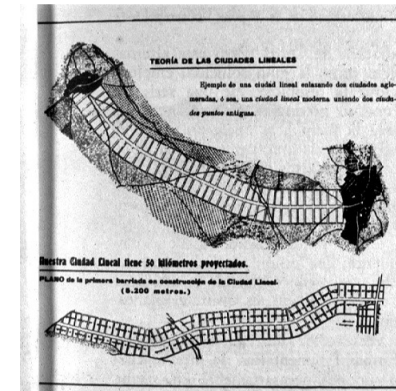 TEORÍA DE LAS CIUDADES LINEALES
Ejemplo de una ciudad lineal enlazando dos ciudades aglo-
meradas, ó sea, una ciudad lineal moderna uniendo dos ciuda-
des puntos antiguas.
Nuestra Ciudad Lineal tiene 50 kilómetros proyectados.
PLANO de la primera barriada en construcción de la Ciudad Lineal.
(5.200 metros.)